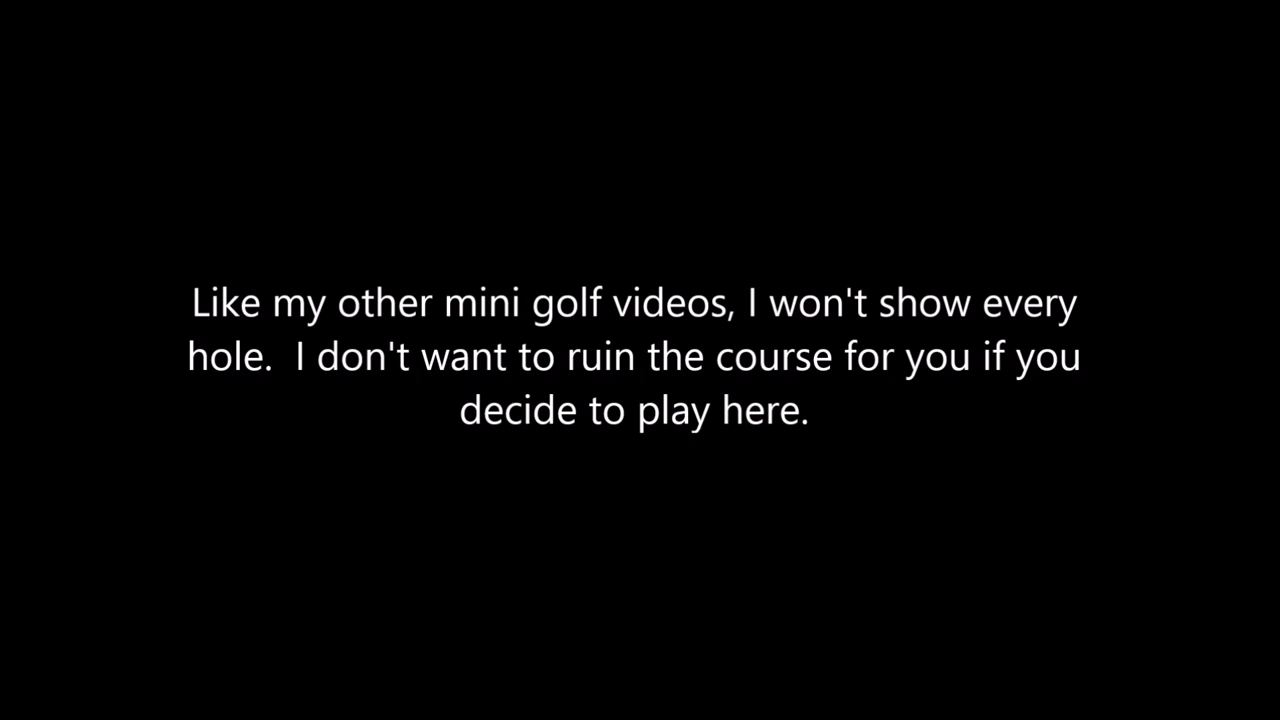 Like my other mini golf videos, I won't show every
hole.  I don't want to ruin the course for you if you
decide to play here.